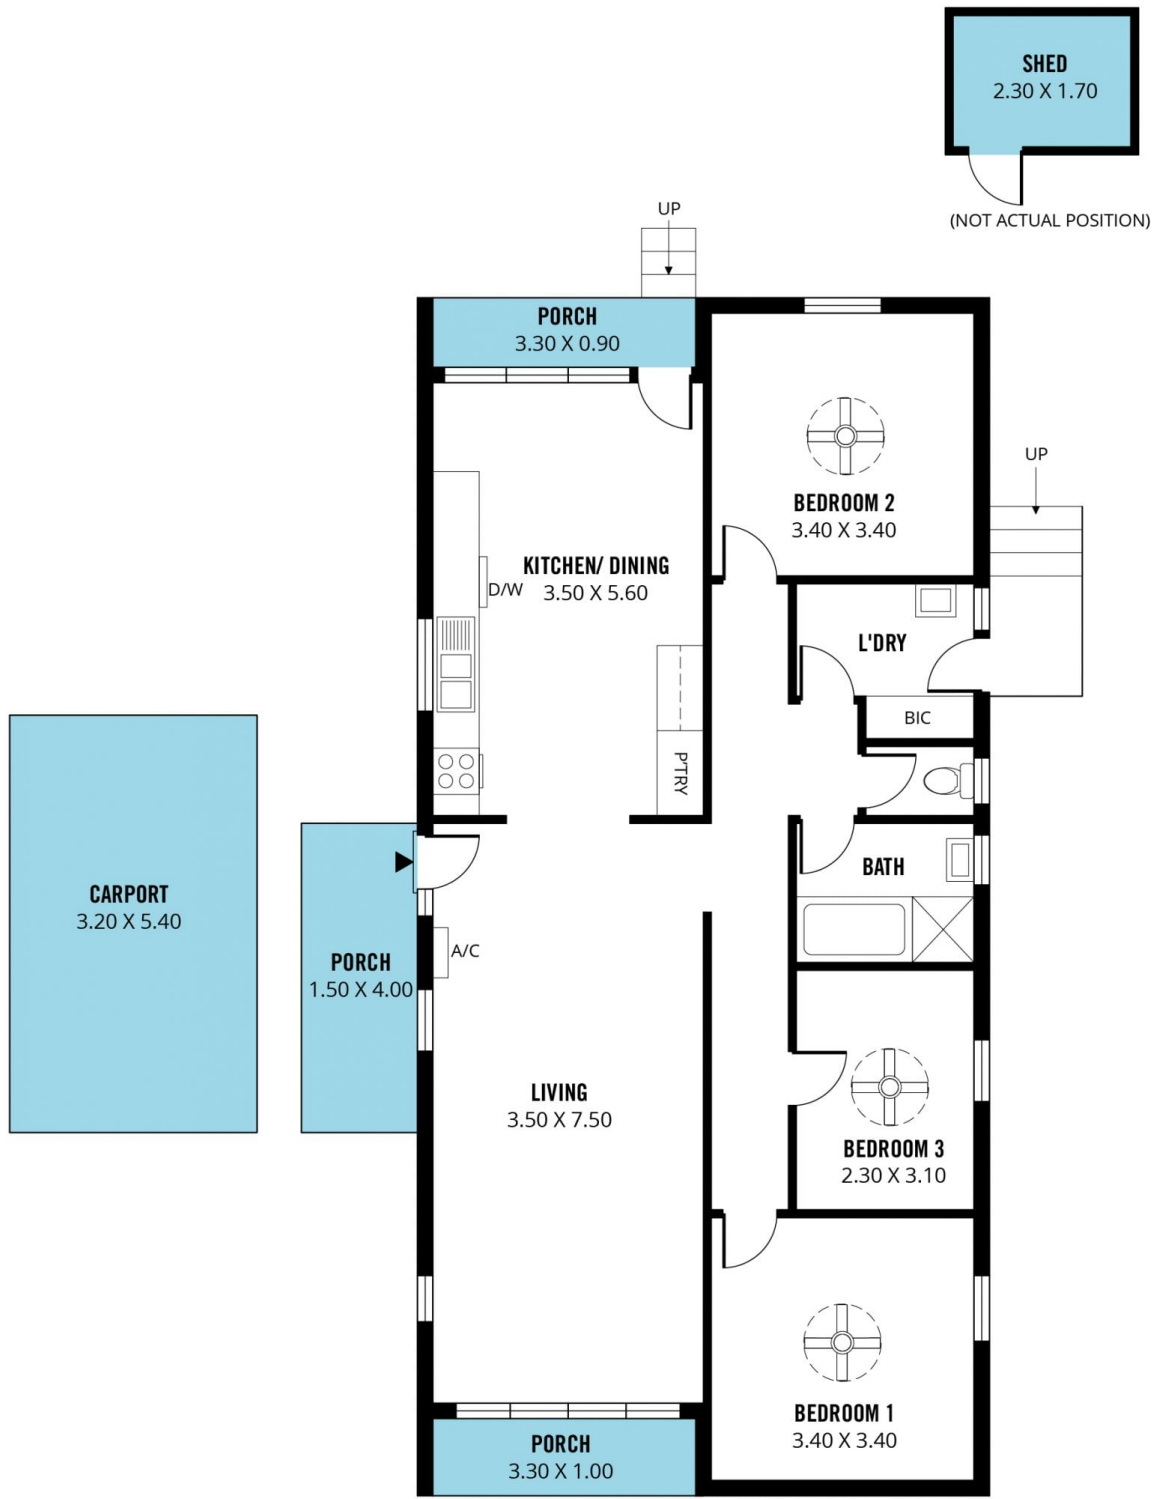 SHED
2.30 X 1.70
(NOT ACTUAL POSITION)
UP
PORCH
3.30 X 0.90
UP
BEDROOM 2
3.40 X 3.40
KITCHEN/ DINING
3.50 X 5.60
D/W
L'DRY
BIC
P'TRY
BATH
CARPORT
3.20 X 5.40
A/C
PORCH
1.50 X 4.00
LIVING
3.50 X 7.50
BEDROOM 3
2.30 X 3.10
BEDROOM 1
3.40 X 3.40
PORCH
3.30 X 1.00